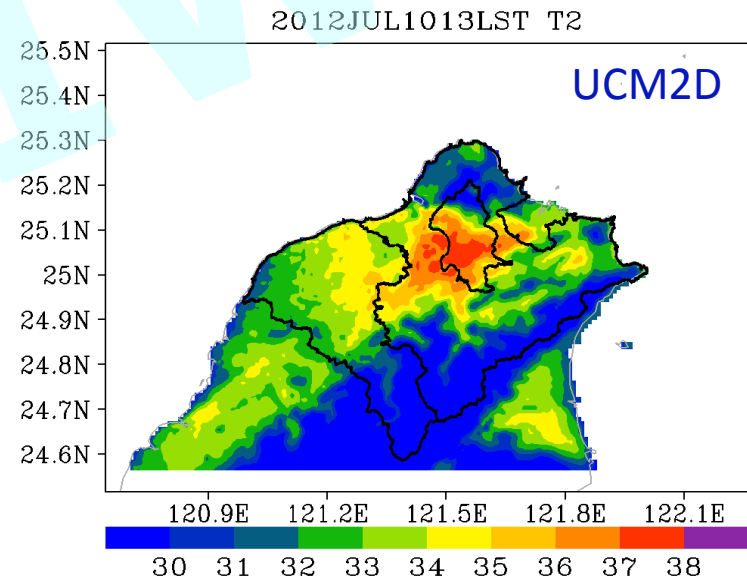 2012JUL1013LST T2
UCM2D
25.5N
25.4N
25.3N
25.2N
25.1N
25N
24.9N
24.8N
24.7N
24.6N
120.9E 121.2E 121.5E 121.8E 122.1E
30 31 32 33 34 35 36 37 38